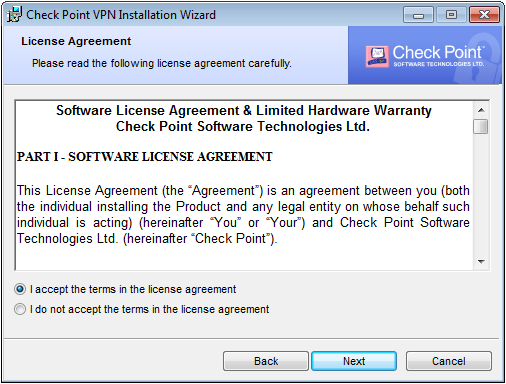 Check Point VPN Installation Wizard
License Agreement
Please read the following license agreement carefully.
Check Point™
SOFTWARE TECHNOLOGIES LTD.
Software License Agreement & Limited Hardware Warranty
Check Point Software Technologies Ltd.
PART I - SOFTWARE LICENSE AGREEMENT
This License Agreement (the “Agreement”) is an agreement between you (both
the individual installing the Product and any legal entity on whose behalf such
individual is acting) (hereinafter “You” or “Your”) and Check Point Software
Technologies Ltd. (hereinafter “Check Point”).
I accept the terms in the license agreement
I do not accept the terms in the license agreement
Back
Next
Cancel